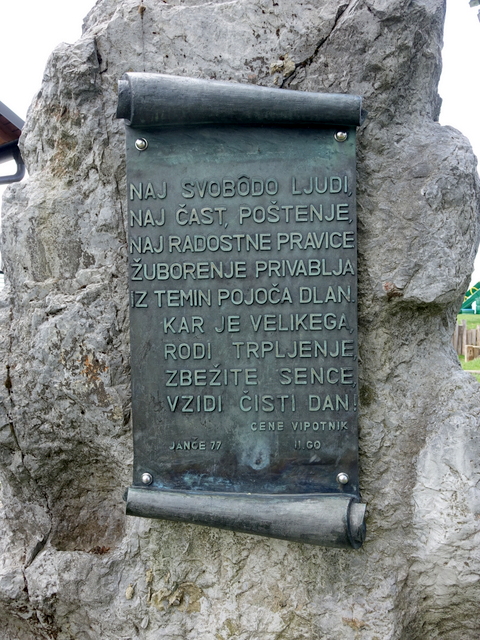 NAJ SVOBÔDO LJUDI,
NAJ ČAST, POŠTENJE,
NAJ RADOSTNE PRAVICE
ŽUBORENJE PRIVABLJA
IZ TEMIN POJOČA DLAN.
KAR JE VELIKEGA,
RODI TRPLJENJE,
ZBEŽITE SENCE,
VZIDI ČISTI DAN!
CENE VIPOTNIK
JANČE 77 II. GO